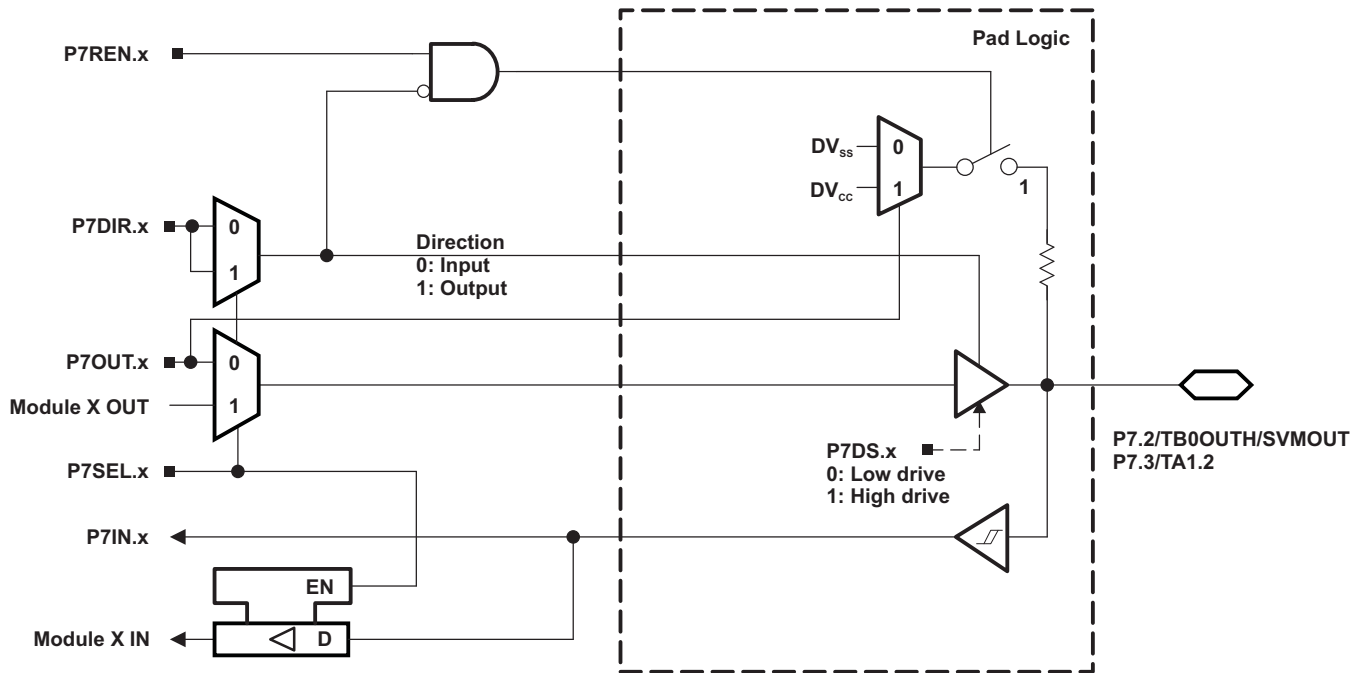 Pad Logic
P7REN.x
DVSS
0
DVCC
1
1
P7DIR.x
0
1
Direction
0: Input
1: Output
P7OUT.x
0
Module X OUT
1
P7DS.x
0: Low drive
1: High drive
P7.2/TB0OUTH/SVMOUT
P7.3/TA1.2
P7SEL.x
P7IN.x
EN
Module X IN
D